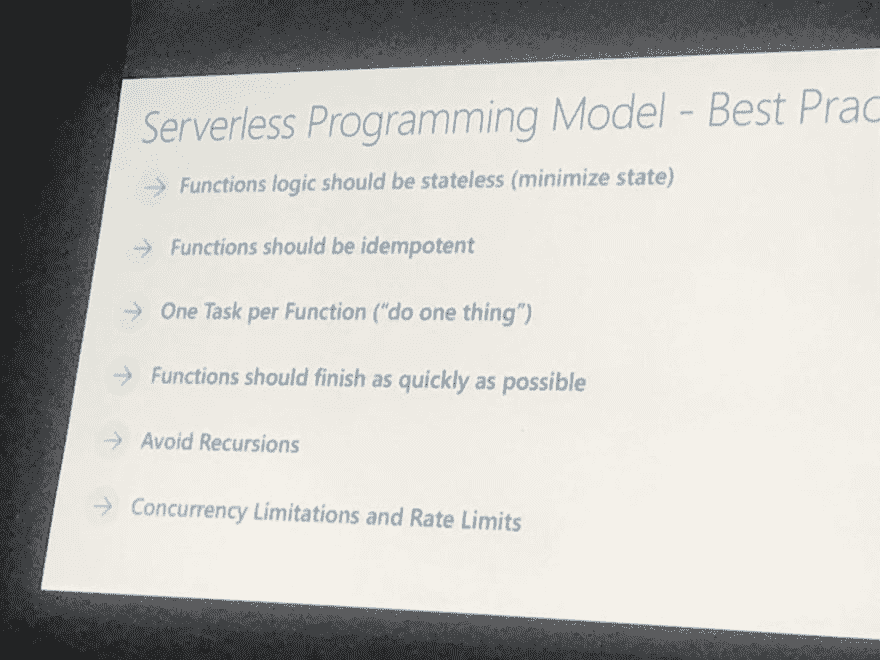 Serverless Programming Model - Best Prac
→ Functions logic should be stateless (minimize state)
→ Functions should be idempotent
→ One Task per Function (“do one thing”)
→ Functions should finish as quickly as possible
→ Avoid Recursions
→ Concurrency Limitations and Rate Limits